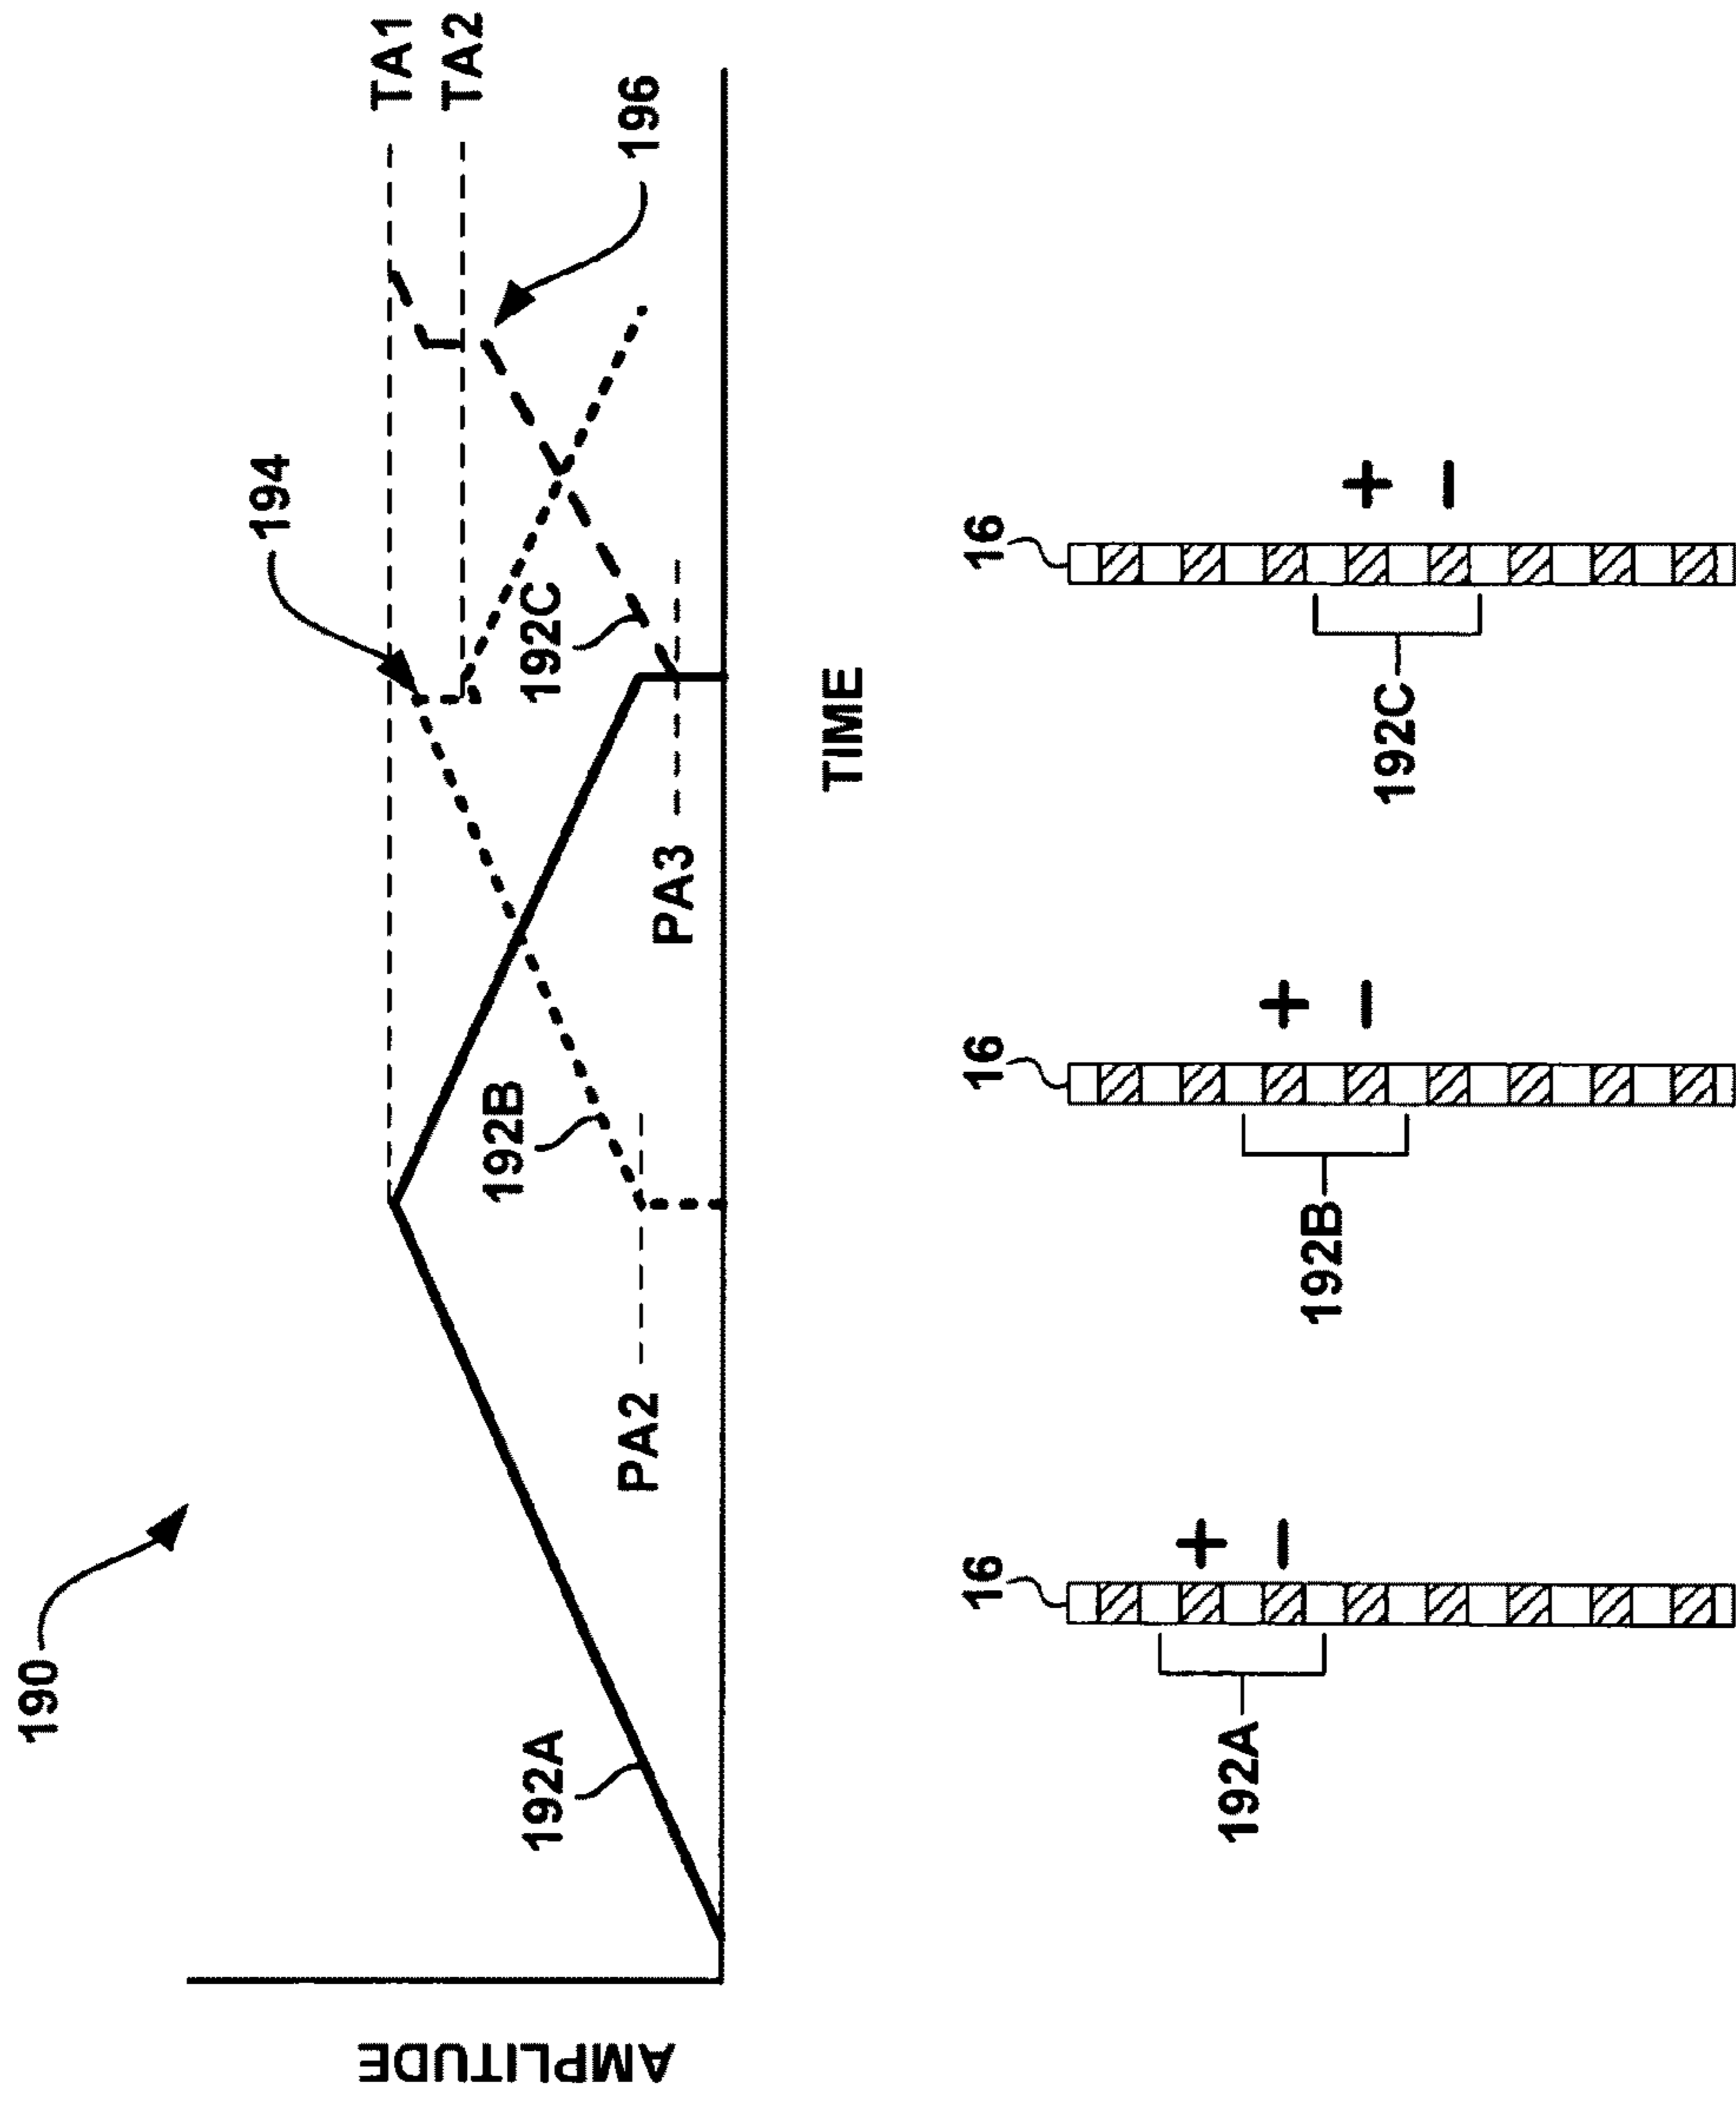 190
194
TA1
TA2
196
192A
192B
192C
PA2
PA3
AMPLITUDE
TIME
16
+
−
192A
16
+
−
192B
16
+
−
192C